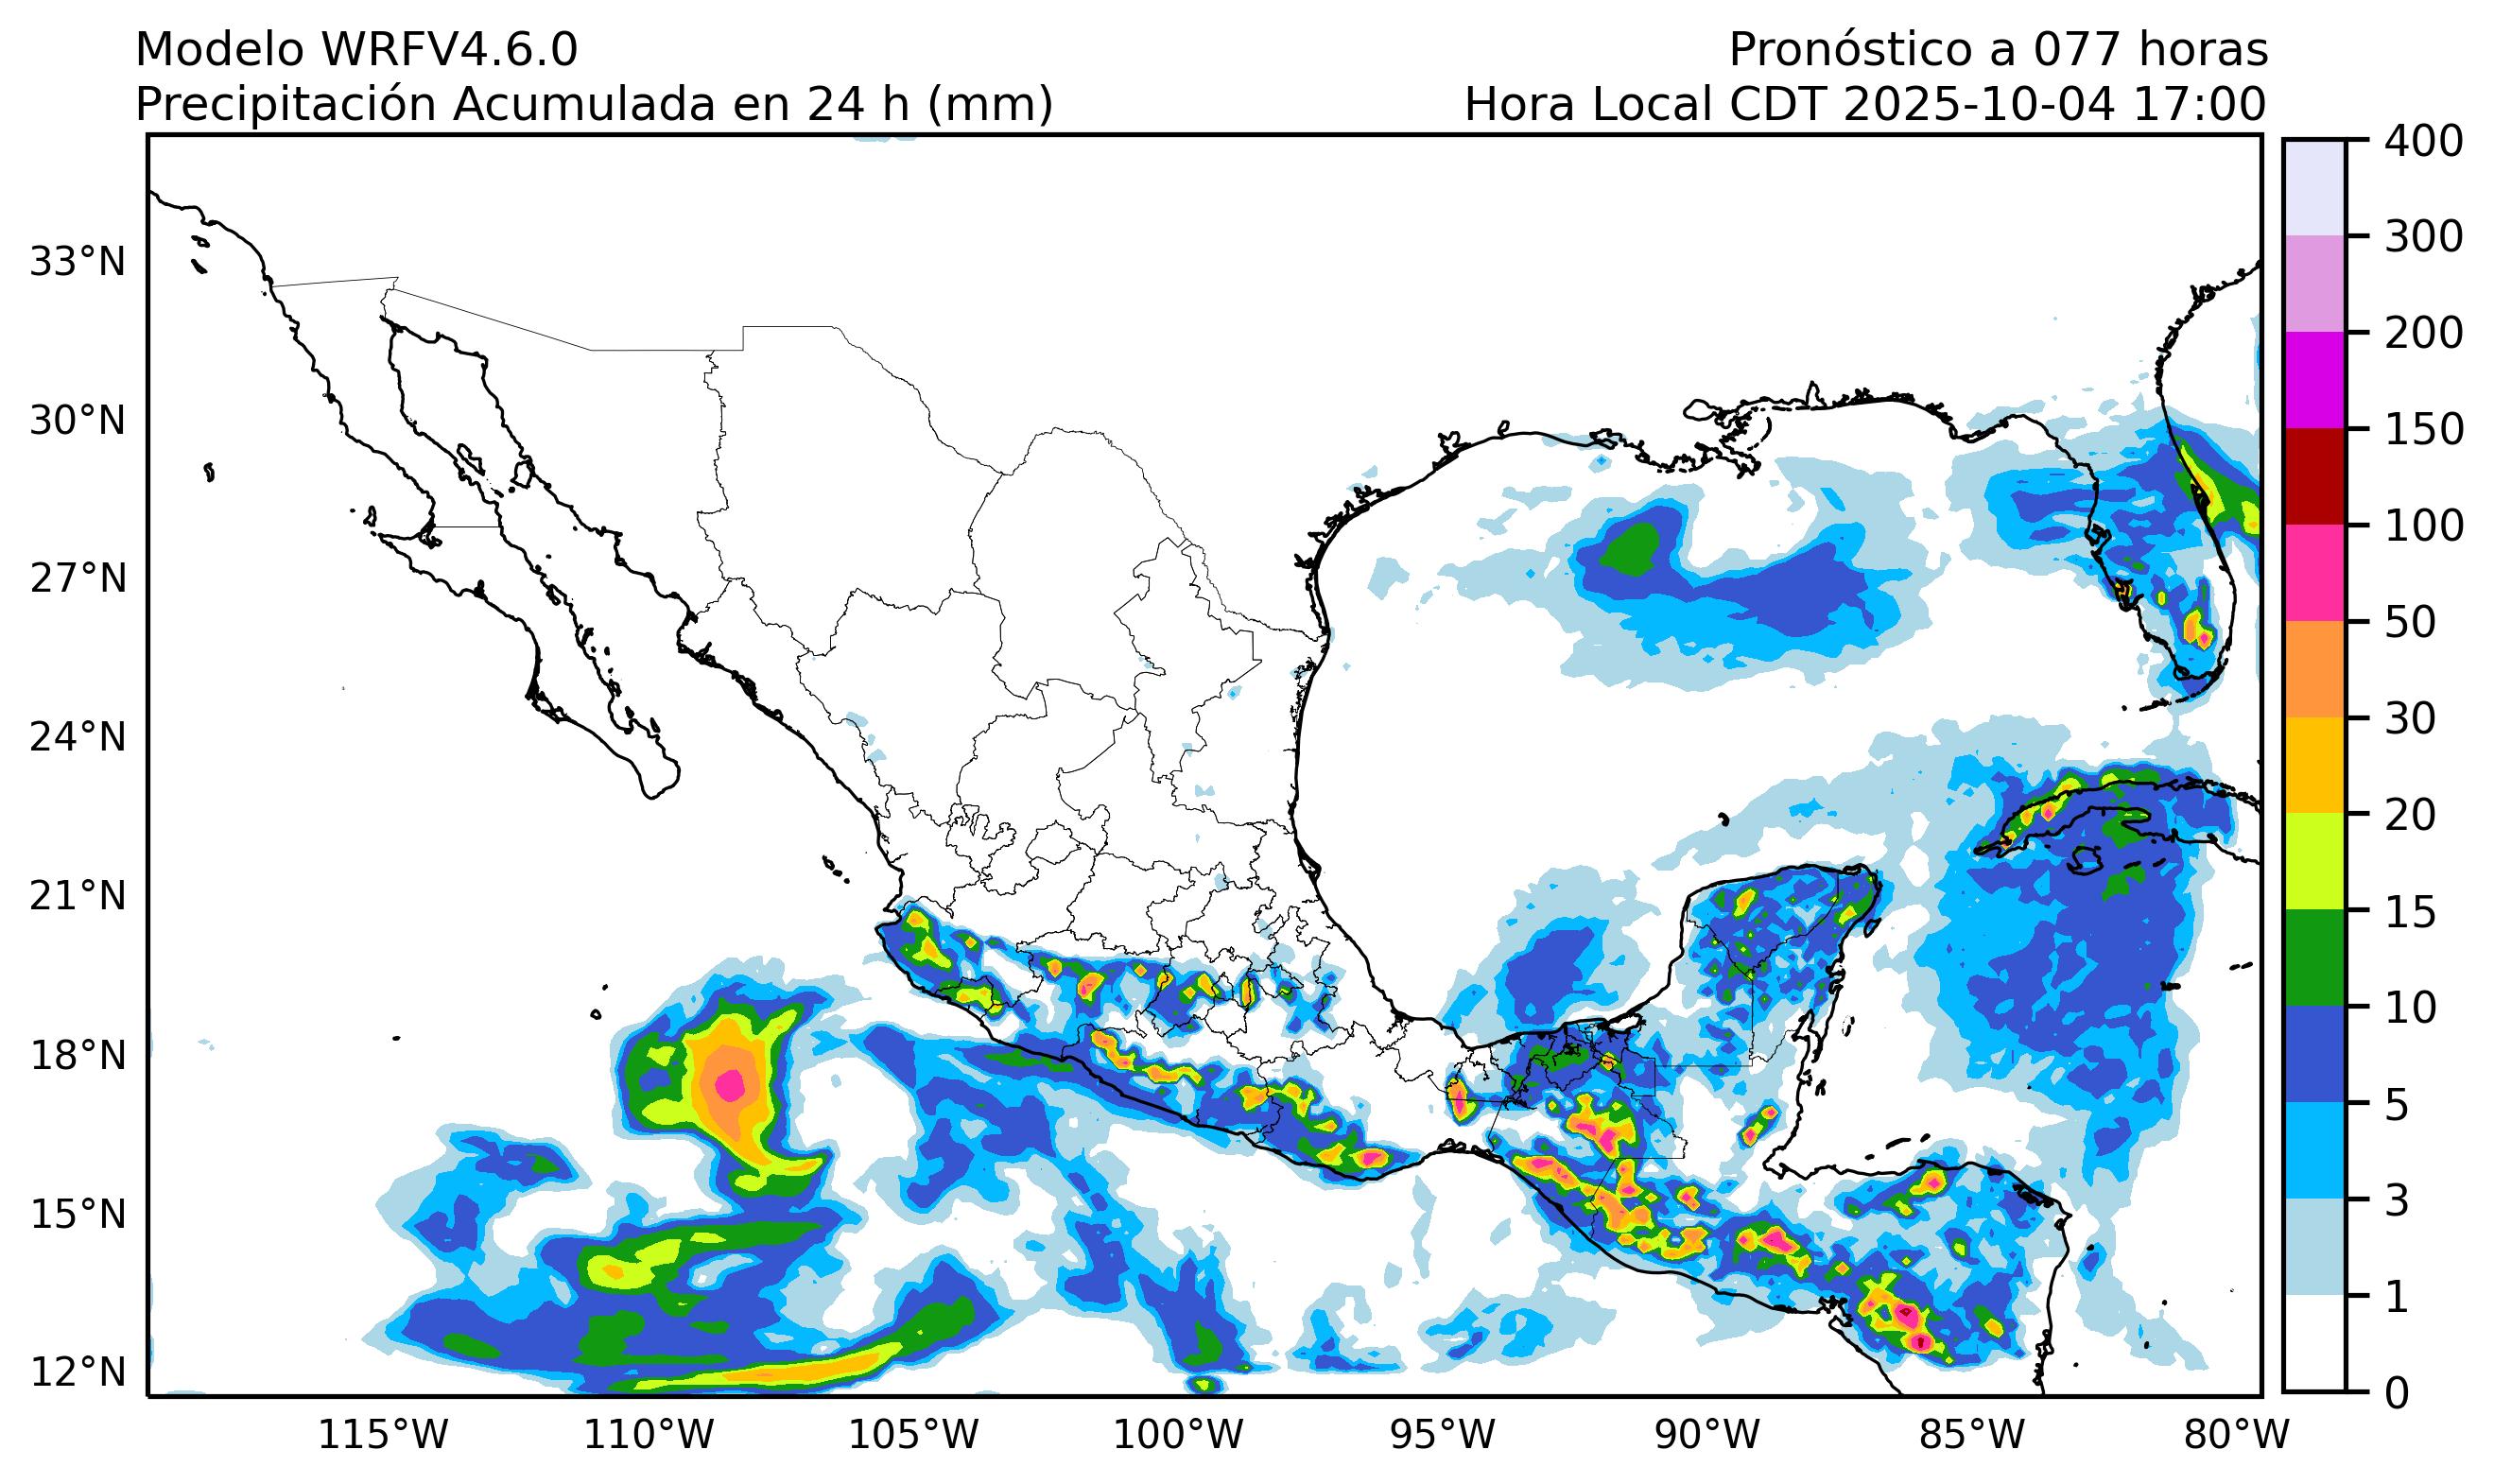 Modelo WRFV4.6.0
Pronóstico a 077 horas
Precipitación Acumulada en 24 h (mm)
Hora Local CDT 2025-10-04 17:00
33°N
30°N
27°N
24°N
21°N
18°N
15°N
12°N
115°W
110°W
105°W
100°W
95°W
90°W
85°W
80°W
400
300
200
150
100
50
30
20
15
10
5
3
1
0